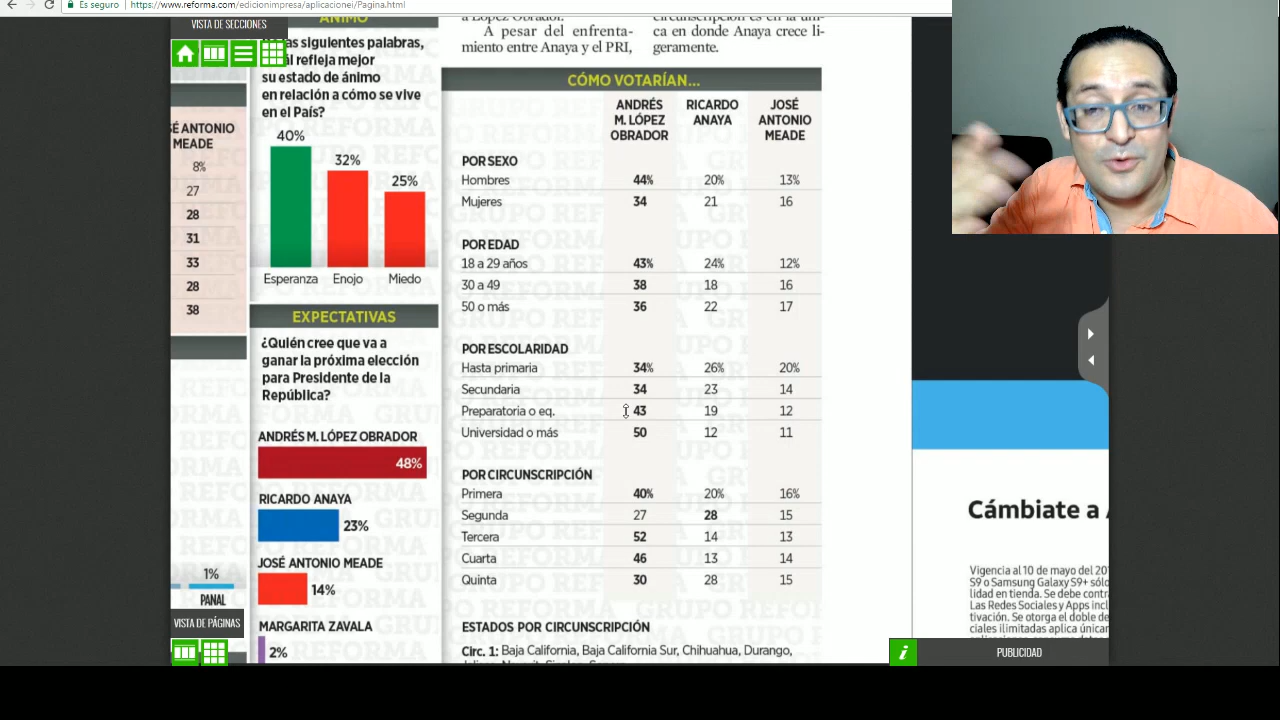 Es seguro | https://www.reforma.com/edicionimpresa/aplicacionei/Pagina.html
VISTA DE SECCIONES
ÁNIMO
as siguientes palabras,
ál refleja mejor
su estado de ánimo
en relación a cómo se vive
en el País?
40%
32%
25%
Esperanza Enojo Miedo
SÉ ANTONIO
MEADE
8%
27
28
31
33
28
38
1%
PANAL
VISTA DE PÁGINAS
EXPECTATIVAS
¿Quién cree que va a
ganar la próxima elección
para Presidente de la
República?
ANDRÉS M. LÓPEZ OBRADOR
48%
RICARDO ANAYA
23%
JOSÉ ANTONIO MEADE
14%
MARGARITA ZAVALA
2%
a López Obrador.
A pesar del enfrenta-
miento entre Anaya y el PRI,
circunscripción es en la úni-
ca en donde Anaya crece li-
geramente.
CÓMO VOTARÍAN...
ANDRÉS M. LÓPEZ OBRADOR RICARDO ANAYA JOSÉ ANTONIO MEADE
POR SEXO
Hombres 44% 20% 13%
Mujeres 34 21 16
POR EDAD
18 a 29 años 43% 24% 12%
30 a 49 38 18 16
50 o más 36 22 17
POR ESCOLARIDAD
Hasta primaria 34% 26% 20%
Secundaria 34 23 14
Preparatoria o eq. 43 19 12
Universidad o más 50 12 11
POR CIRCUNSCRIPCIÓN
Primera 40% 20% 16%
Segunda 27 28 15
Tercera 52 14 13
Cuarta 46 13 14
Quinta 30 28 15
ESTADOS POR CIRCUNSCRIPCIÓN
Circ. 1: Baja California, Baja California Sur, Chihuahua, Durango,
Cámbiate a
Vigencia al 10 de mayo del 201
S9 o Samsung Galaxy S9+ sólo
lidad en tienda. Se debe contr
Las Redes Sociales y Apps incl
tivación. Se otorga el doble de
ciales ilimitadas aplica únicar
PUBLICIDAD